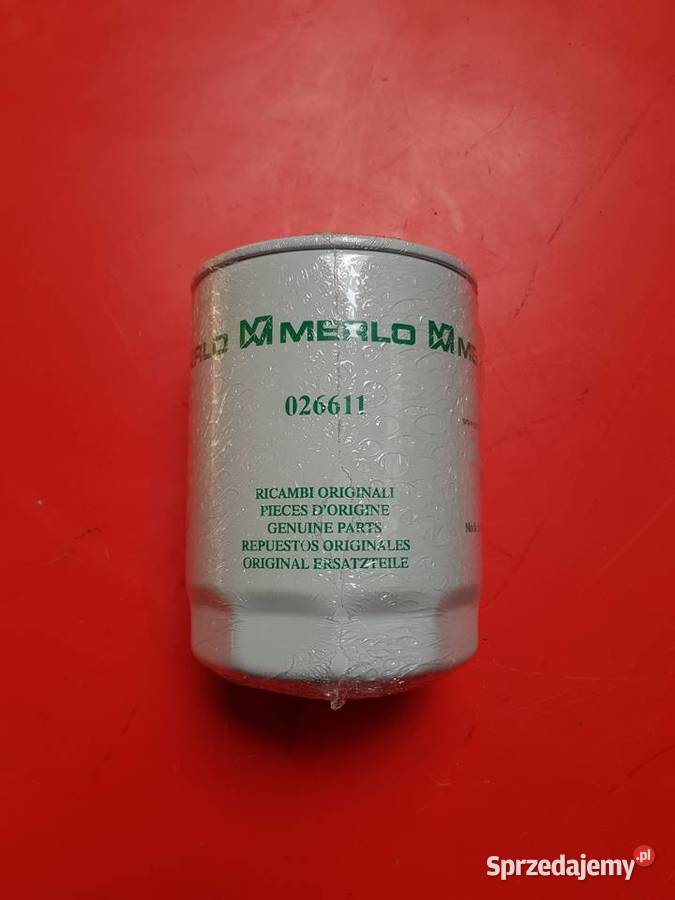 MERLO MERLO
026611
RICAMBI ORIGINALI
PIECES D'ORIGINE
GENUINE PARTS
REPUESTOS ORIGINALES
ORIGINAL ERSATZTEILE
Sprzedajemy.pl